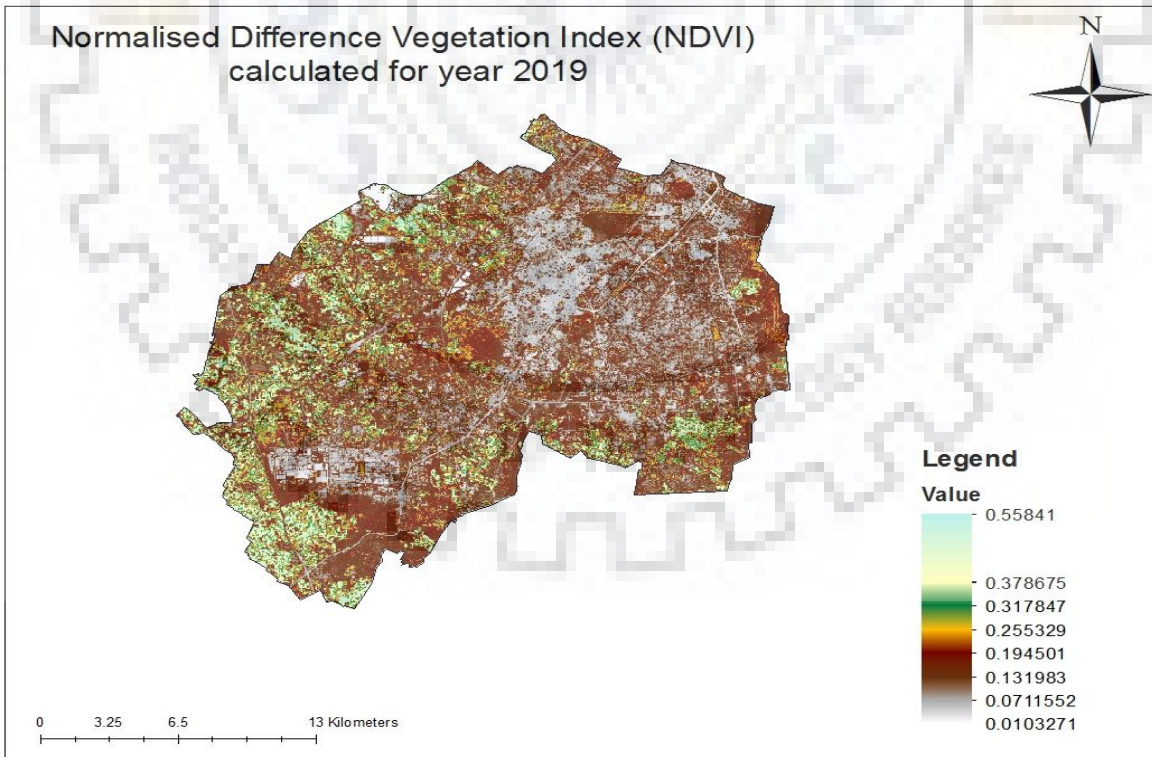 Normalised Difference Vegetation Index (NDVI)
calculated for year 2019
N
Legend
Value
0.55841
0.378675
0.317847
0.255329
0.194501
0.131983
0.0711552
0.0103271
0 3.25 6.5 13 Kilometers